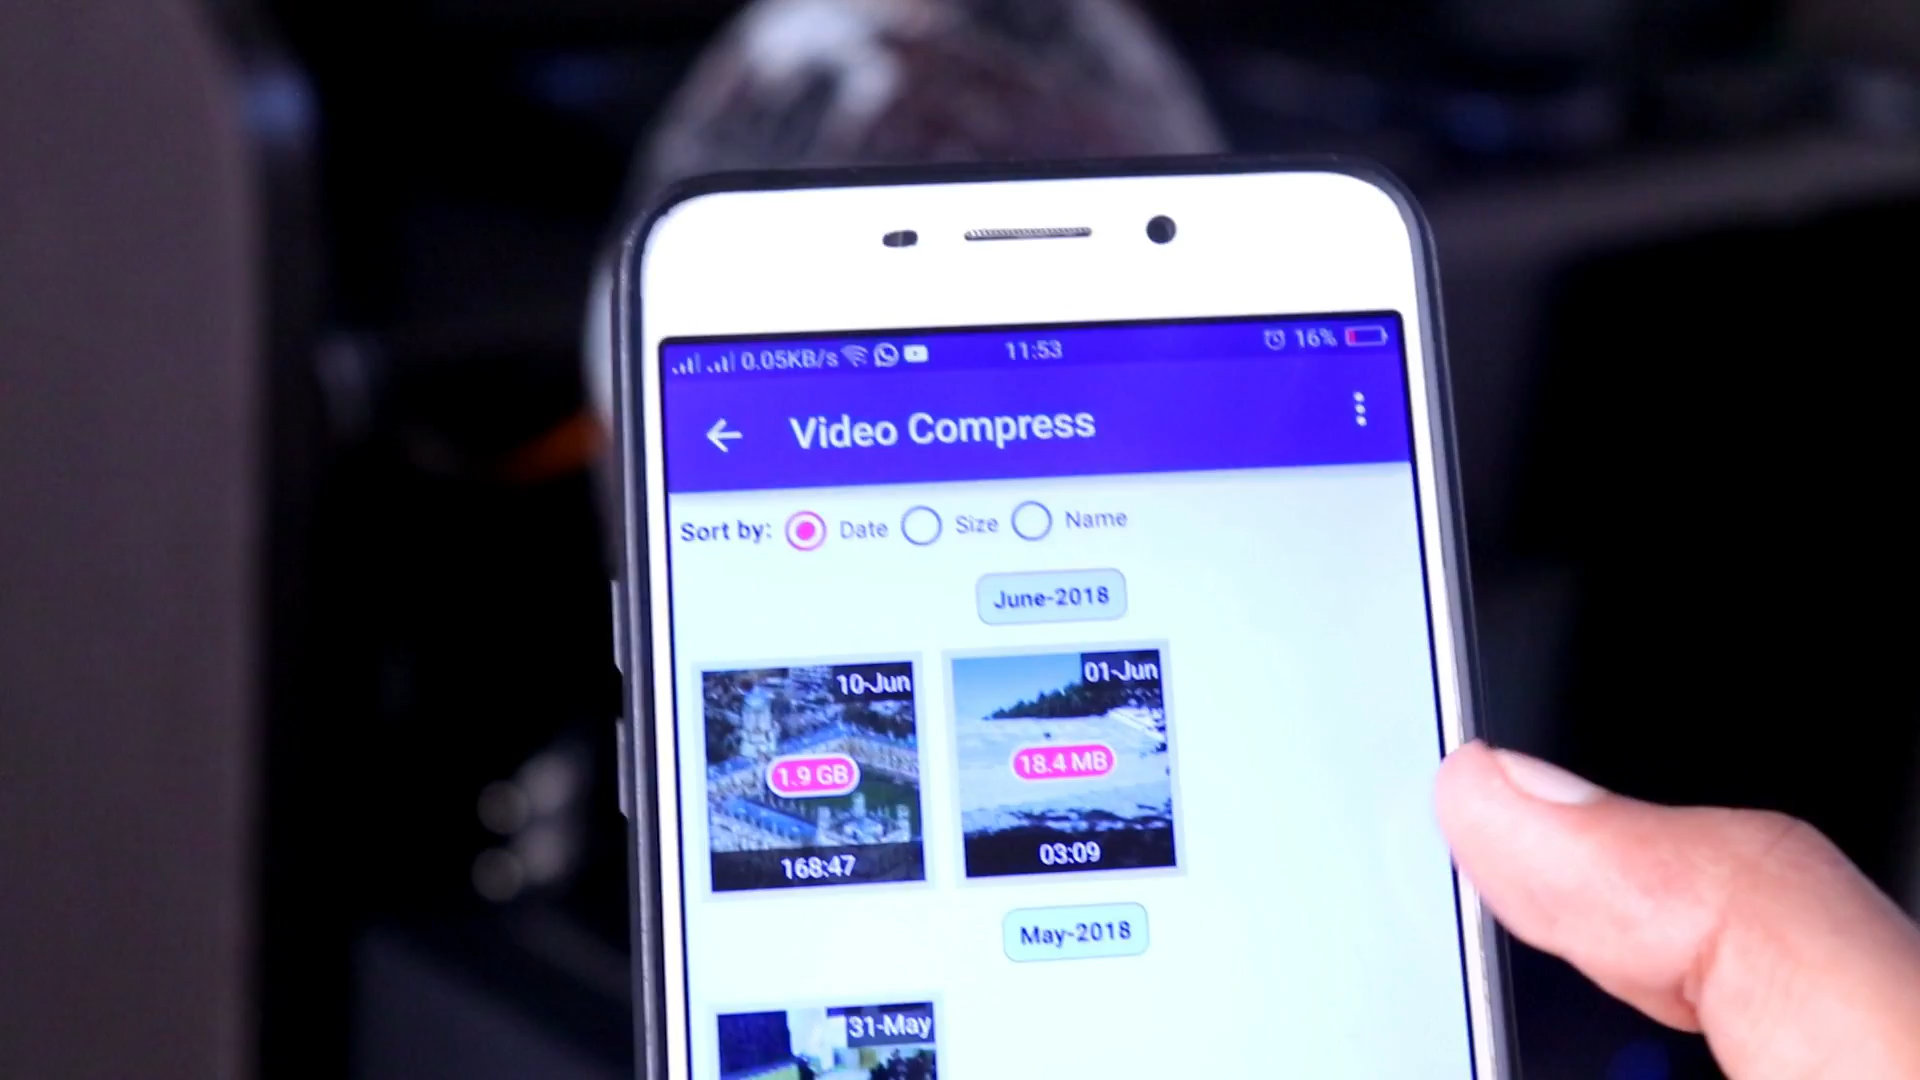 0.05KB/s 11:53 16%
Video Compress
Sort by: Date Size Name
June-2018
10-Jun
1.9 GB
168:47
01-Jun
18.4 MB
03:09
May-2018
31-May